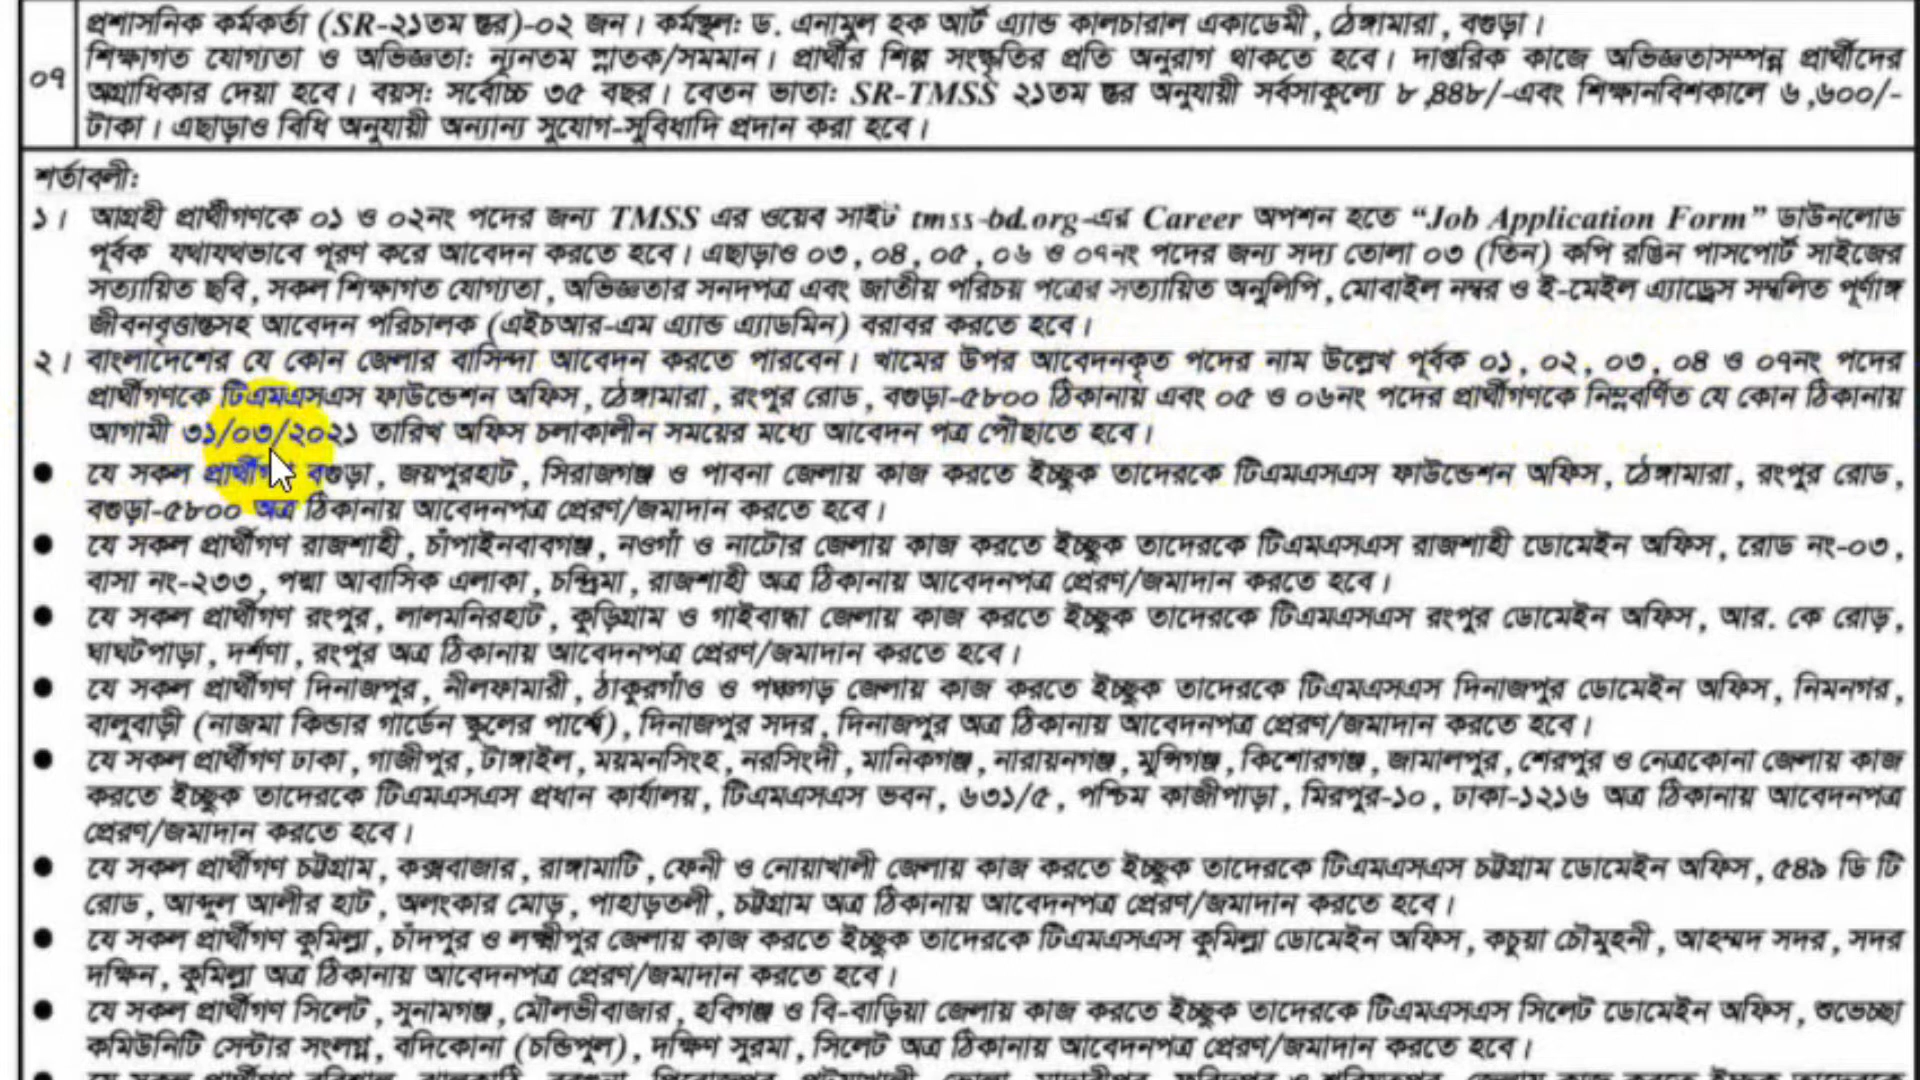 প্রশাসনিক কর্মকর্তা (SR-২১তম স্তর)-০২ জন। কর্মস্থল: ড. এনামুল হক আর্ট এ্যান্ড কালচারাল একাডেমী, ঠেঙ্গামারা, বগুড়া।
শিক্ষাগত যোগ্যতা ও অভিজ্ঞতা: ন্যূনতম স্নাতক/সমমান। প্রার্থীর শিল্প সংস্কৃতির প্রতি অনুরাগ থাকতে হবে। দাপ্তরিক কাজে অভিজ্ঞতাসম্পন্ন প্রার্থীদের
০৭ অগ্রাধিকার দেয়া হবে। বয়স: সর্বোচ্চ ৩৫ বছর। বেতন ভাতা: SR-TMSS ২১তম স্তর অনুযায়ী সর্বসাকুল্যে ৮,৪৪৮/-এবং শিক্ষানবিশকালে ৬,৬০০/-
টাকা। এছাড়াও বিধি অনুযায়ী অন্যান্য সুযোগ-সুবিধাদি প্রদান করা হবে।
শর্তাবলী:
১। আগ্রহী প্রার্থীগণকে ০১ ও ০২নং পদের জন্য TMSS এর ওয়েব সাইট tmss-bd.org-এর Career অপশন হতে “Job Application Form” ডাউনলোড
পূর্বক যথাযথভাবে পূরণ করে আবেদন করতে হবে। এছাড়াও ০৩, ০৪, ০৫, ০৬ ও ০৭নং পদের জন্য সদ্য তোলা ০৩ (তিন) কপি রঙিন পাসপোর্ট সাইজের
সত্যায়িত ছবি, সকল শিক্ষাগত যোগ্যতা, অভিজ্ঞতার সনদপত্র এবং জাতীয় পরিচয় পত্রের সত্যায়িত অনুলিপি, মোবাইল নম্বর ও ই-মেইল এ্যাড্রেস সম্বলিত পূর্ণাঙ্গ
জীবনবৃত্তান্তসহ আবেদন পরিচালক (এইচআর-এম এ্যান্ড এ্যাডমিন) বরাবর করতে হবে।
২। বাংলাদেশের যে কোন জেলার বাসিন্দা আবেদন করতে পারবেন। খামের উপর আবেদনকৃত পদের নাম উল্লেখ পূর্বক ০১, ০২, ০৩, ০৪ ও ০৭নং পদের
প্রার্থীগণকে টিএমএসএস ফাউন্ডেশন অফিস, ঠেঙ্গামারা, রংপুর রোড, বগুড়া-৫৮০০ ঠিকানায় এবং ০৫ ও ০৬নং পদের প্রার্থীগণকে নিম্নবর্ণিত যে কোন ঠিকানায়
আগামী ৩১/০৩/২০২১ তারিখ অফিস চলাকালীন সময়ের মধ্যে আবেদন পত্র পৌছাতে হবে।
● যে সকল প্রার্থীগণ বগুড়া, জয়পুরহাট, সিরাজগঞ্জ ও পাবনা জেলায় কাজ করতে ইচ্ছুক তাদেরকে টিএমএসএস ফাউন্ডেশন অফিস, ঠেঙ্গামারা, রংপুর রোড,
বগুড়া-৫৮০০ অত্র ঠিকানায় আবেদনপত্র প্রেরণ/জমাদান করতে হবে।
● যে সকল প্রার্থীগণ রাজশাহী, চাঁপাইনবাবগঞ্জ, নওগাঁ ও নাটোর জেলায় কাজ করতে ইচ্ছুক তাদেরকে টিএমএসএস রাজশাহী ডোমেইন অফিস, রোড নং-০৩,
বাসা নং-২৩৩, পদ্মা আবাসিক এলাকা, চন্দ্রিমা, রাজশাহী অত্র ঠিকানায় আবেদনপত্র প্রেরণ/জমাদান করতে হবে।
● যে সকল প্রার্থীগণ রংপুর, লালমনিরহাট, কুড়িগ্রাম ও গাইবান্ধা জেলায় কাজ করতে ইচ্ছুক তাদেরকে টিএমএসএস রংপুর ডোমেইন অফিস, আর. কে রোড়,
ঘাঘটপাড়া, দর্শণা, রংপুর অত্র ঠিকানায় আবেদনপত্র প্রেরণ/জমাদান করতে হবে।
● যে সকল প্রার্থীগণ দিনাজপুর, নীলফামারী, ঠাকুরগাঁও ও পঞ্চগড় জেলায় কাজ করতে ইচ্ছুক তাদেরকে টিএমএসএস দিনাজপুর ডোমেইন অফিস, নিমনগর,
বালুবাড়ী (নাজমা কিন্ডার গার্ডেন স্কুলের পার্শ্বে), দিনাজপুর সদর, দিনাজপুর অত্র ঠিকানায় আবেদনপত্র প্রেরণ/জমাদান করতে হবে।
● যে সকল প্রার্থীগণ ঢাকা, গাজীপুর, টাঙ্গাইল, ময়মনসিংহ, নরসিংদী, মানিকগঞ্জ, নারায়নগঞ্জ, মুন্সিগঞ্জ, কিশোরগঞ্জ, জামালপুর, শেরপুর ও নেত্রকোনা জেলায় কাজ
করতে ইচ্ছুক তাদেরকে টিএমএসএস প্রধান কার্যালয়, টিএমএসএস ভবন, ৬৩১/৫, পশ্চিম কাজীপাড়া, মিরপুর-১০, ঢাকা-১২১৬ অত্র ঠিকানায় আবেদনপত্র
প্রেরণ/জমাদান করতে হবে।
● যে সকল প্রার্থীগণ চট্টগ্রাম, কক্সবাজার, রাঙ্গামাটি, ফেনী ও নোয়াখালী জেলায় কাজ করতে ইচ্ছুক তাদেরকে টিএমএসএস চট্টগ্রাম ডোমেইন অফিস, ৫৪৯ ডি টি
রোড, আব্দুল আলীর হাট, অলংকার মোড়, পাহাড়তলী, চট্টগ্রাম অত্র ঠিকানায় আবেদনপত্র প্রেরণ/জমাদান করতে হবে।
● যে সকল প্রার্থীগণ কুমিল্লা, চাঁদপুর ও লক্ষ্মীপুর জেলায় কাজ করতে ইচ্ছুক তাদেরকে টিএমএসএস কুমিল্লা ডোমেইন অফিস, কচুয়া চৌমুহনী, আহম্মদ সদর, সদর
দক্ষিন, কুমিল্লা অত্র ঠিকানায় আবেদনপত্র প্রেরণ/জমাদান করতে হবে।
● যে সকল প্রার্থীগণ সিলেট, সুনামগঞ্জ, মৌলভীবাজার, হবিগঞ্জ ও বি-বাড়িয়া জেলায় কাজ করতে ইচ্ছুক তাদেরকে টিএমএসএস সিলেট ডোমেইন অফিস, শুভেচ্ছা
কমিউনিটি সেন্টার সংলগ্ন, বদিকোনা (চন্ডিপুল), দক্ষিণ সুরমা, সিলেট অত্র ঠিকানায় আবেদনপত্র প্রেরণ/জমাদান করতে হবে।